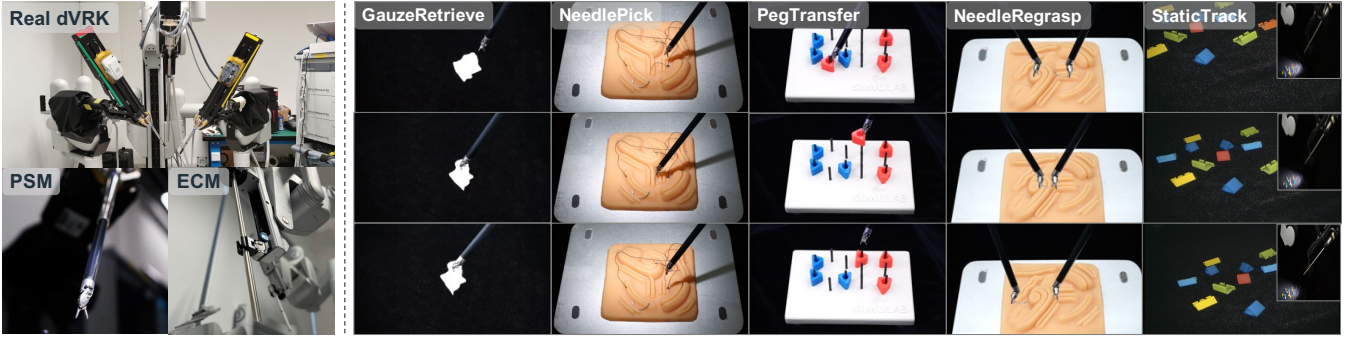 Real dVRK
PSM
ECM
GauzeRetrieve
NeedlePick
PegTransfer
NeedleRegrasp
StaticTrack